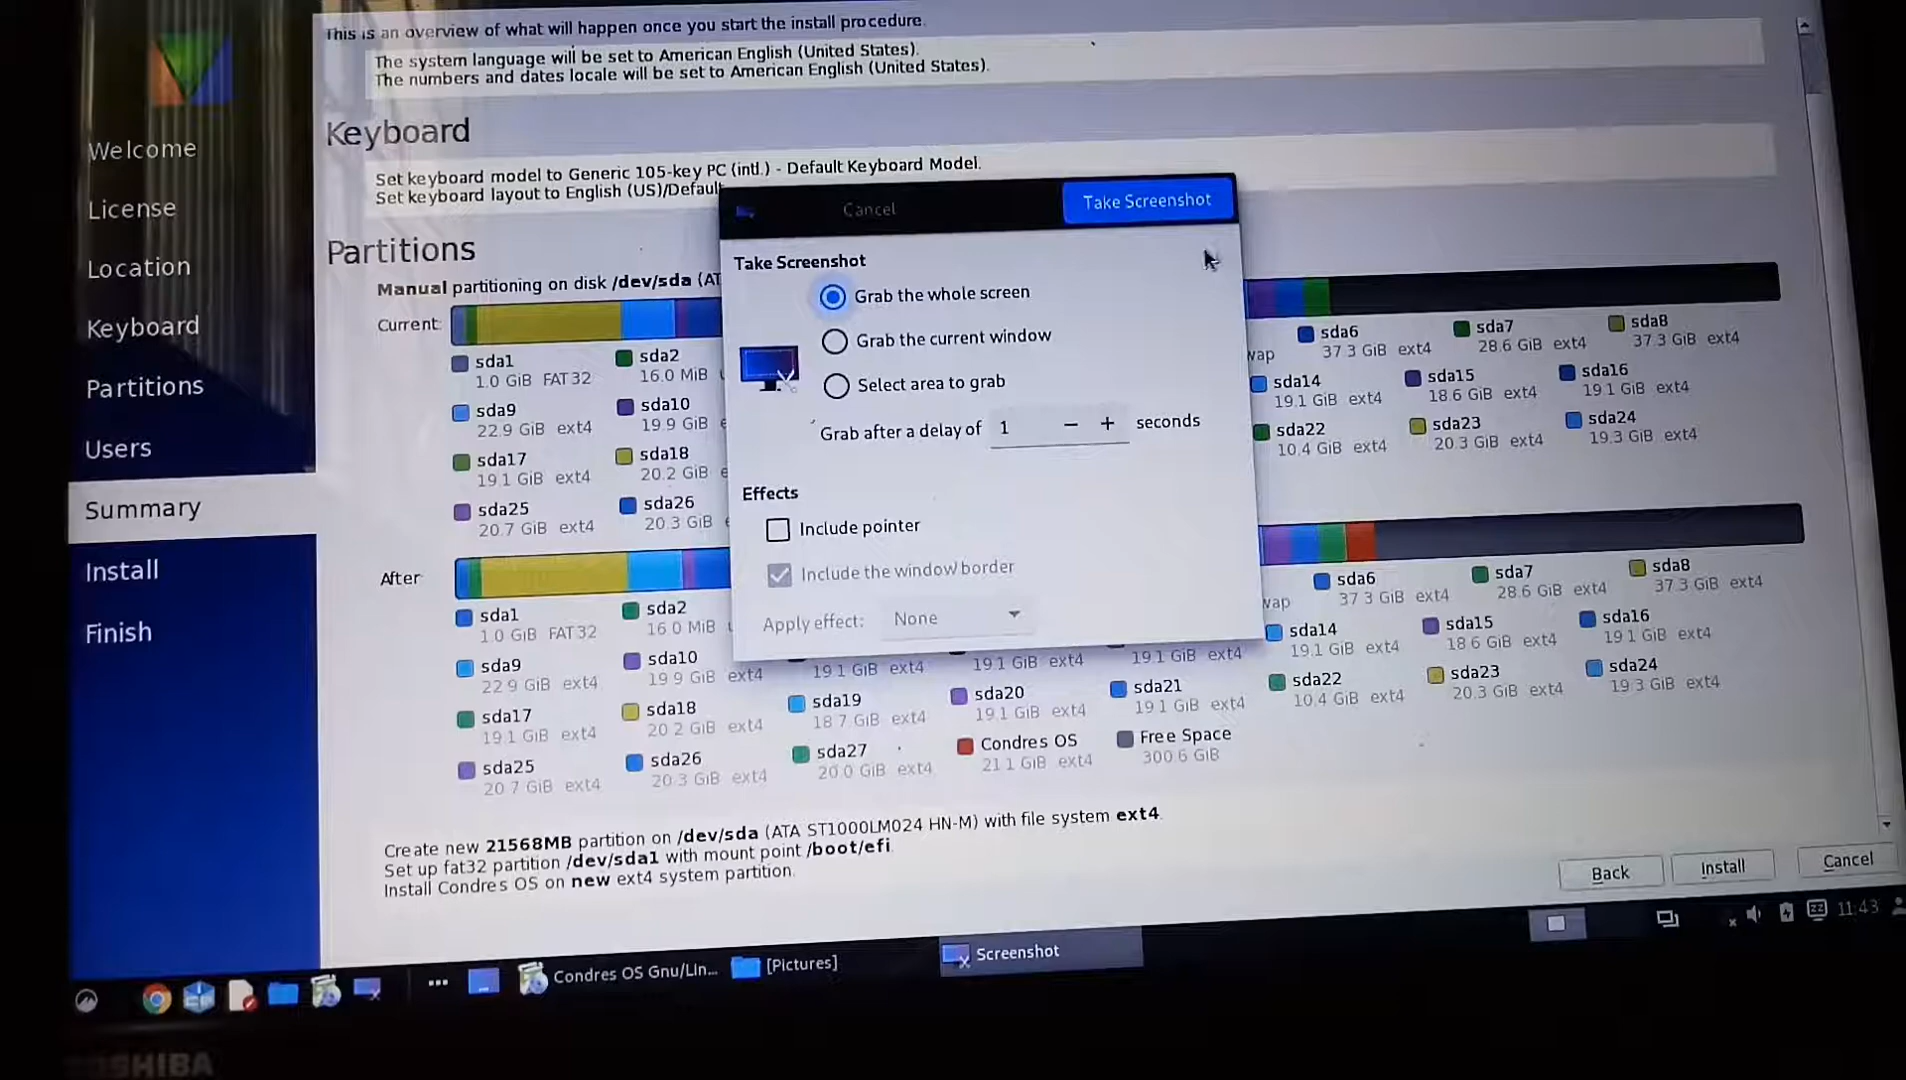 This is an overview of what will happen once you start the install procedure.
The system language will be set to American English (United States).
The numbers and dates locale will be set to American English (United States).
Keyboard
Set keyboard model to Generic 105-key PC (intl.) - Default Keyboard Model.
Set keyboard layout to English (US)/Default
Partitions
Manual partitioning on disk /dev/sda (AT
Welcome
License
Location
Keyboard
Partitions
Users
Summary
Install
Finish
Cancel
Take Screenshot
Take Screenshot
Grab the whole screen
Grab the current window
Select area to grab
Grab after a delay of 1 − + seconds
Effects
Include pointer
Include the window border
Apply effect: None
Current:
sda1 sda2 sda6 sda7 sda8
1.0 GiB FAT32 16.0 MiB 37.3 GiB ext4 28.6 GiB ext4 37.3 GiB ext4
sda9 sda10 sda14 sda15 sda16
22.9 GiB ext4 19.9 GiB 19.1 GiB ext4 18.6 GiB ext4 19.1 GiB ext4
sda17 sda18 sda22 sda23 sda24
19.1 GiB ext4 20.2 GiB 10.4 GiB ext4 20.3 GiB ext4 19.3 GiB ext4
sda25 sda26
20.7 GiB ext4 20.3 GiB
After:
sda1 sda2 sda6 sda7 sda8
1.0 GiB FAT32 16.0 MiB 37.3 GiB ext4 28.6 GiB ext4 37.3 GiB ext4
sda9 sda10 sda14 sda15 sda16
22.9 GiB ext4 19.9 GiB ext4 19.1 GiB ext4 19.1 GiB ext4 19.1 GiB ext4 19.1 GiB ext4 18.6 GiB ext4 19.1 GiB ext4
sda17 sda18 sda19 sda20 sda21 sda22 sda23 sda24
19.1 GiB ext4 20.2 GiB ext4 18.7 GiB ext4 19.1 GiB ext4 19.1 GiB ext4 10.4 GiB ext4 20.3 GiB ext4 19.3 GiB ext4
sda25 sda26 sda27 Condres OS Free Space
20.7 GiB ext4 20.3 GiB ext4 20.0 GiB ext4 21.1 GiB ext4 300.6 GiB
Create new 21568MB partition on /dev/sda (ATA ST1000LM024 HN-M) with file system ext4.
Set up fat32 partition /dev/sda1 with mount point /boot/efi.
Install Condres OS on new ext4 system partition.
Back Install Cancel
Condres OS Gnu/Lin... [Pictures] Screenshot
11:43
TOSHIBA